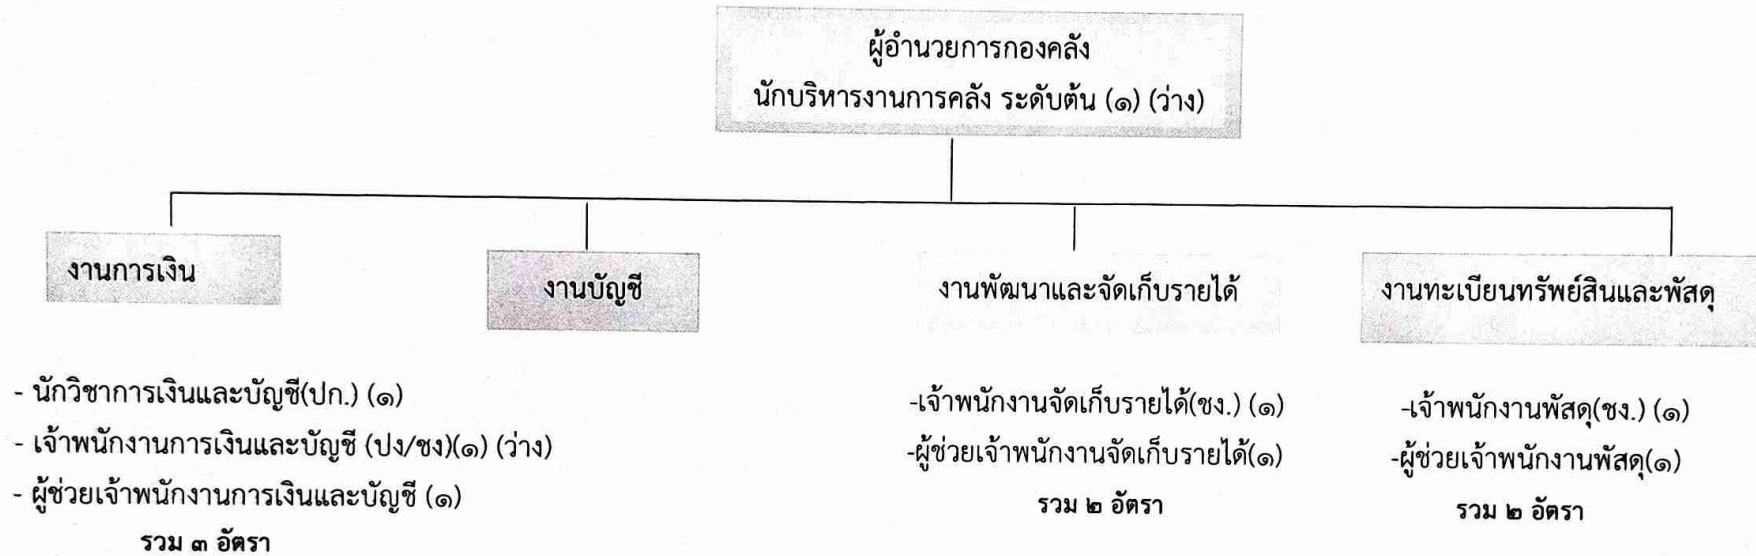 ผู้อำนวยการกองคลัง
นักบริหารงานการคลัง ระดับต้น (๑) (ว่าง)
งานการเงิน
งานบัญชี
งานพัฒนาและจัดเก็บรายได้
งานทะเบียนทรัพย์สินและพัสดุ
- นักวิชาการเงินและบัญชี(ปก.) (๑)
- เจ้าพนักงานการเงินและบัญชี (ปง/ชง)(๑) (ว่าง)
- ผู้ช่วยเจ้าพนักงานการเงินและบัญชี (๑)
รวม ๓ อัตรา
-เจ้าพนักงานจัดเก็บรายได้(ชง.) (๑)
-ผู้ช่วยเจ้าพนักงานจัดเก็บรายได้(๑)
รวม ๒ อัตรา
-เจ้าพนักงานพัสดุ(ชง.) (๑)
-ผู้ช่วยเจ้าพนักงานพัสดุ(๑)
รวม ๒ อัตรา